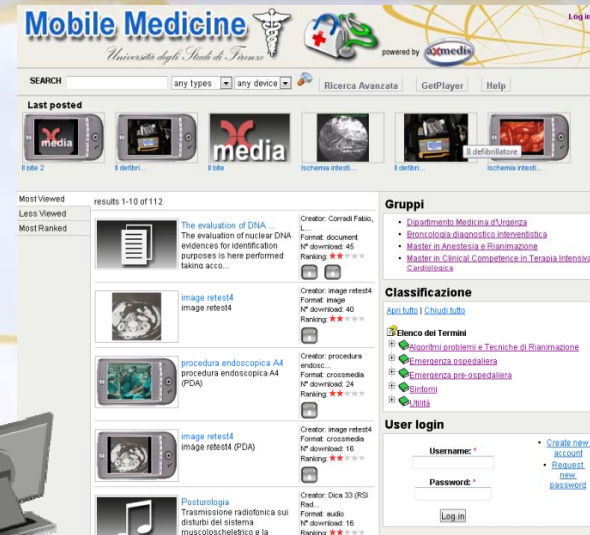 Mobile Medicine
Università degli Studi di Firenze
powered by axmedis
Log in
SEARCH
any types
any device
Ricerca Avanzata
GetPlayer
Help
Last posted
media
media
Il bite 2
Il defibri...
Il bite
Ischemia intesti...
Il defibri...
Il defibrillatore
Ischemia intesti...
Most Viewed
Less Viewed
Most Ranked
results 1-10 of 112
The evaluation of DNA ...
The evaluation of nuclear DNA
evidences for identification
purposes is here performed
taking acco...
Creator: Corradi Fabio,
L...
Format: document
N° download: 45
Ranking:
image retest4
image retest4
Creator: image retest4
Format: image
N° download: 40
Ranking:
procedura endoscopica A4
procedura endoscopica A4
(PDA)
Creator: procedura
endosc...
Format: crossmedia
N° download: 24
Ranking:
image retest4
image retest4 (PDA)
Creator: image retest4
Format: crossmedia
N° download: 16
Ranking:
Posturologia
Trasmissione radiofonica sui
disturbi del sistema
muscoloscheletrico e la
Creator: Dica 33 (RSI
Rad...
Format: audio
N° download: 16
Ranking:
Gruppi
Dipartimento Medicina d'Urgenza
Broncologia diagnostico interventistica
Master in Anestesia e Rianimazione
Master in Clinical Competence in Terapia Intensiva
Cardiologica
Classificazione
Apri tutto | Chiudi tutto
Elenco dei Termini
Algoritmi problemi e Tecniche di Rianimazione
Emergenza ospedaliera
Emergenza pre-ospedaliera
Sintomi
Utilità
User login
Username: *
Password: *
Log in
Create new
account
Request
new
password